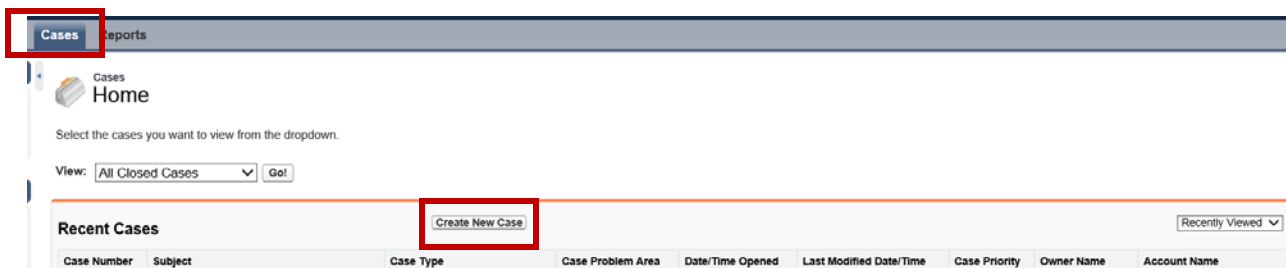 Cases Reports
Cases
Home
Select the cases you want to view from the dropdown.
View: All Closed Cases Go!
Recent Cases Create New Case Recently Viewed
Case Number Subject Case Type Case Problem Area Date/Time Opened Last Modified Date/Time Case Priority Owner Name Account Name